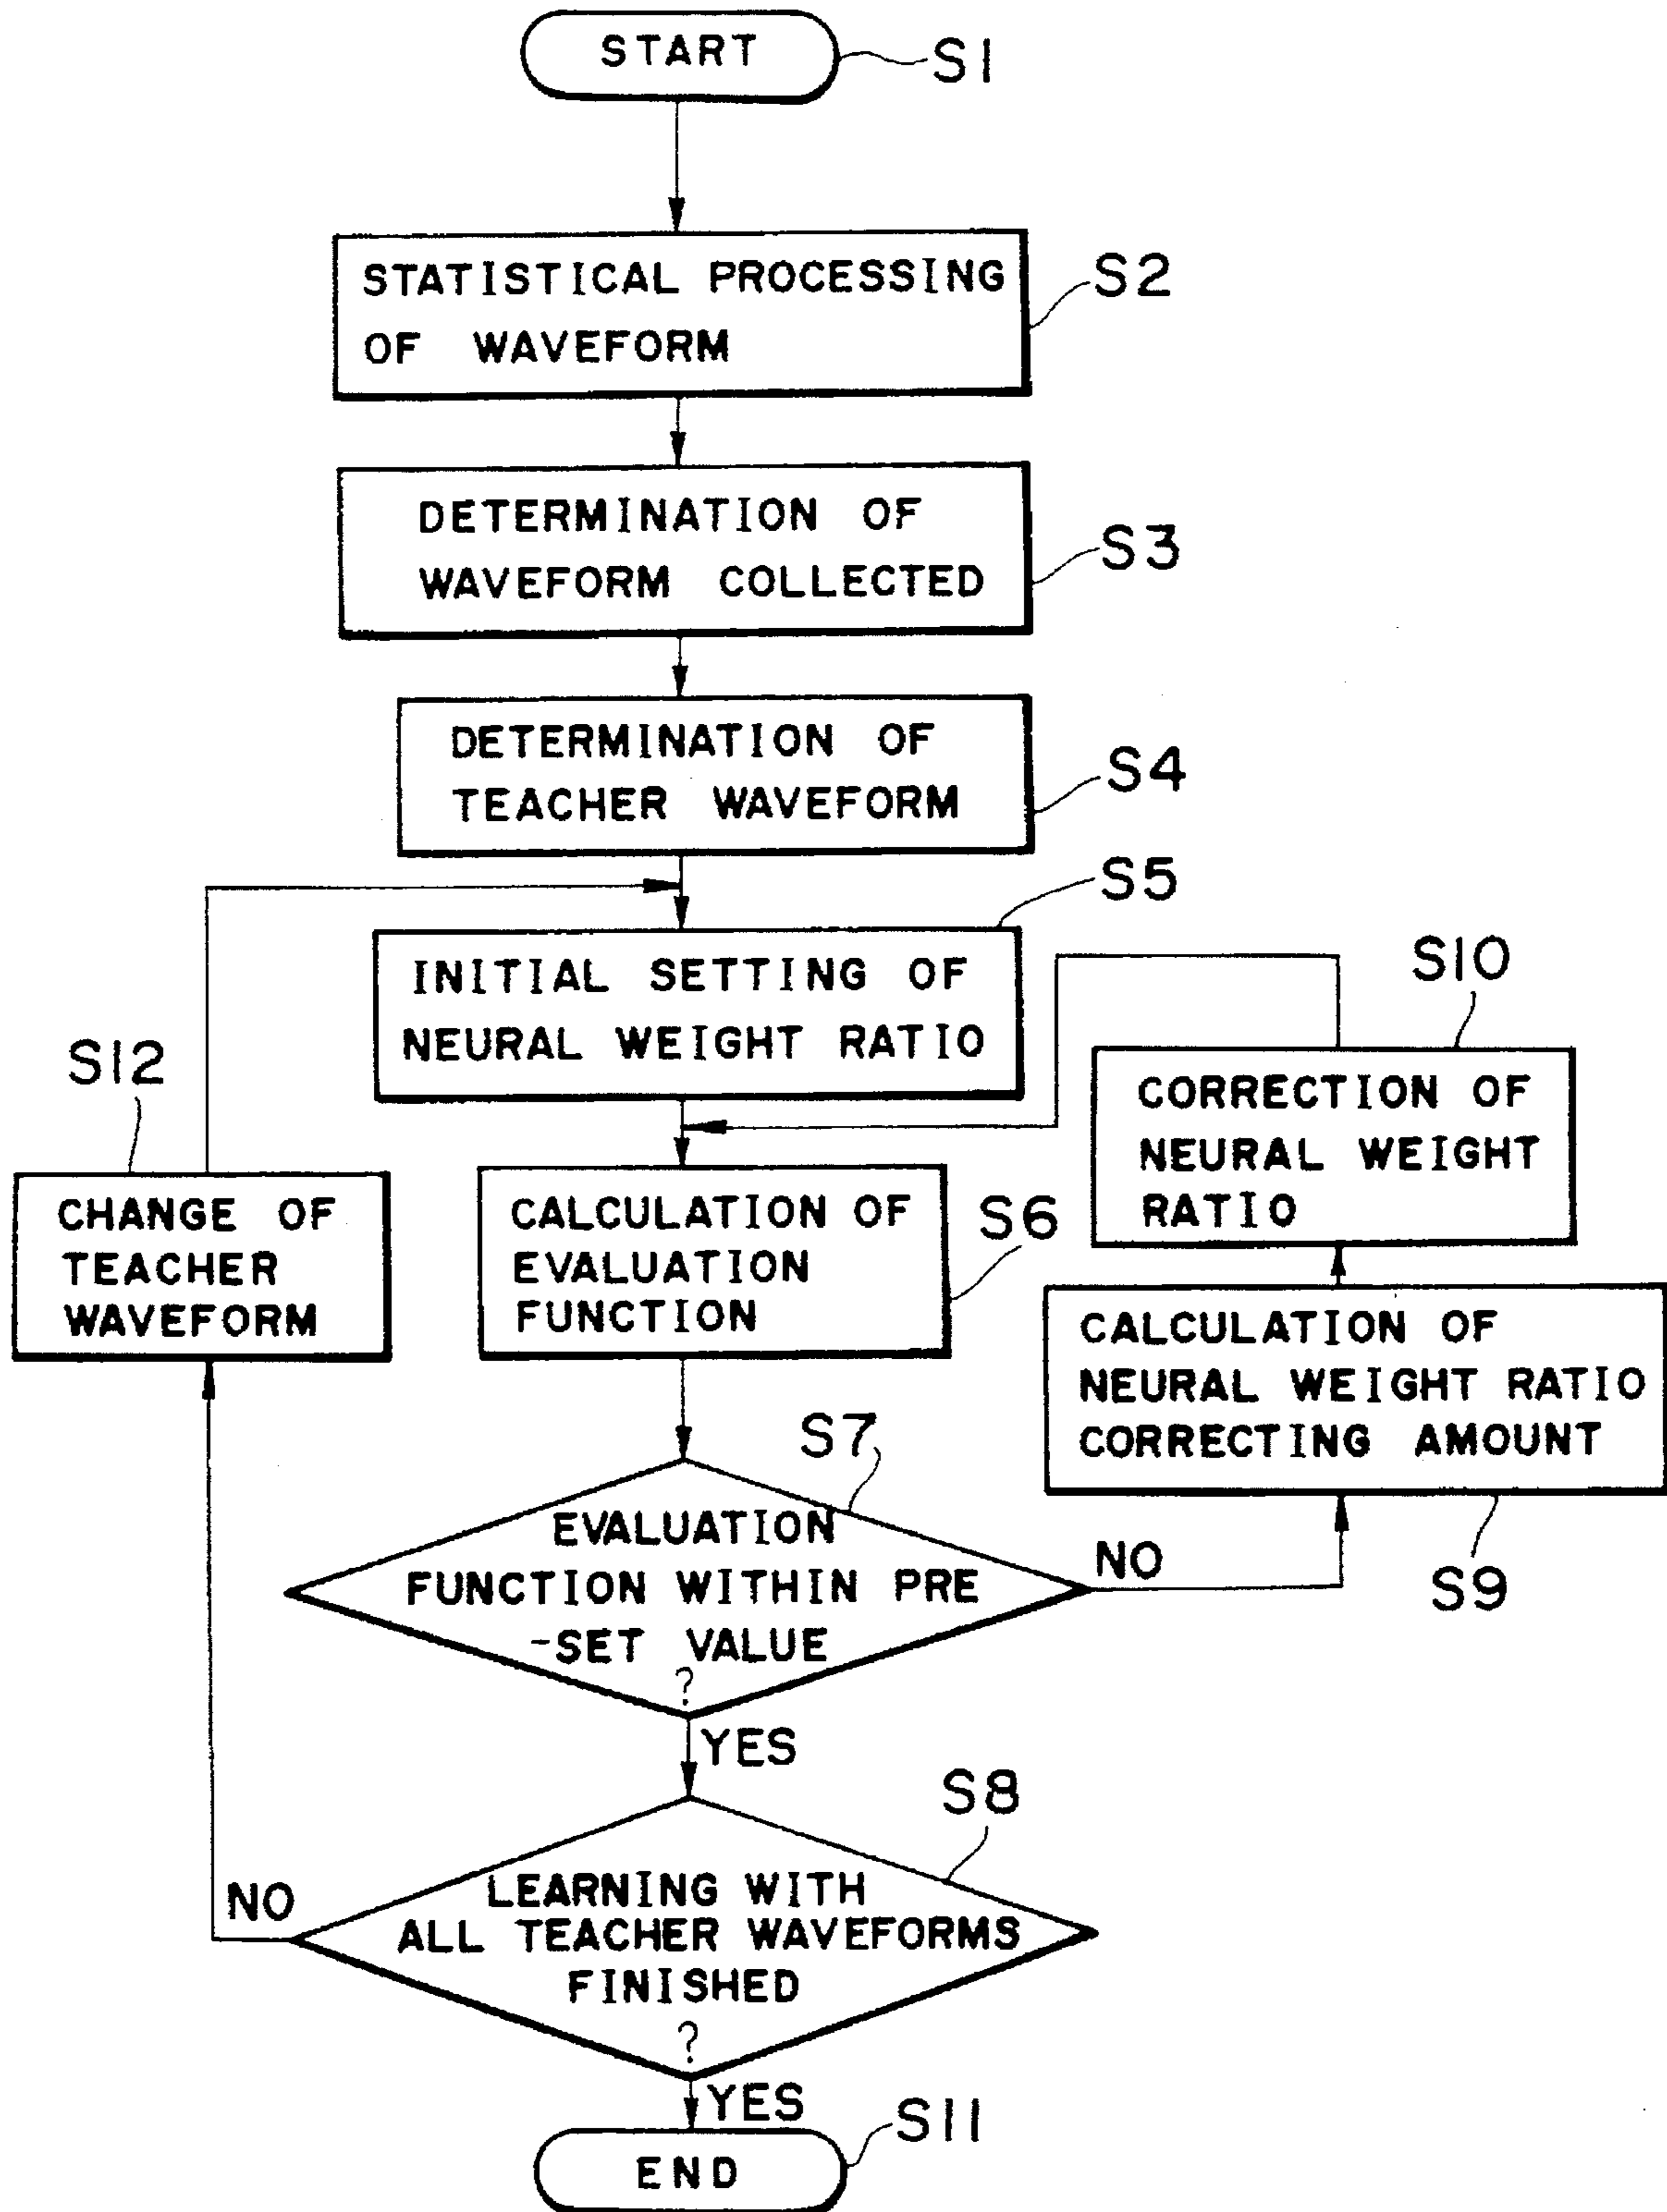 START
S1
STATISTICAL PROCESSING
OF WAVEFORM
S2
DETERMINATION OF
WAVEFORM COLLECTED
S3
DETERMINATION OF
TEACHER WAVEFORM
S4
S5
INITIAL SETTING OF
NEURAL WEIGHT RATIO
S10
CORRECTION OF
NEURAL WEIGHT
RATIO
S12
CHANGE OF
TEACHER
WAVEFORM
CALCULATION OF
EVALUATION
FUNCTION
S6
CALCULATION OF
NEURAL WEIGHT RATIO
CORRECTING AMOUNT
S9
S7
EVALUATION
FUNCTION WITHIN PRE
-SET VALUE
?
NO
YES
S8
LEARNING WITH
ALL TEACHER WAVEFORMS
FINISHED
?
NO
YES
END
S11